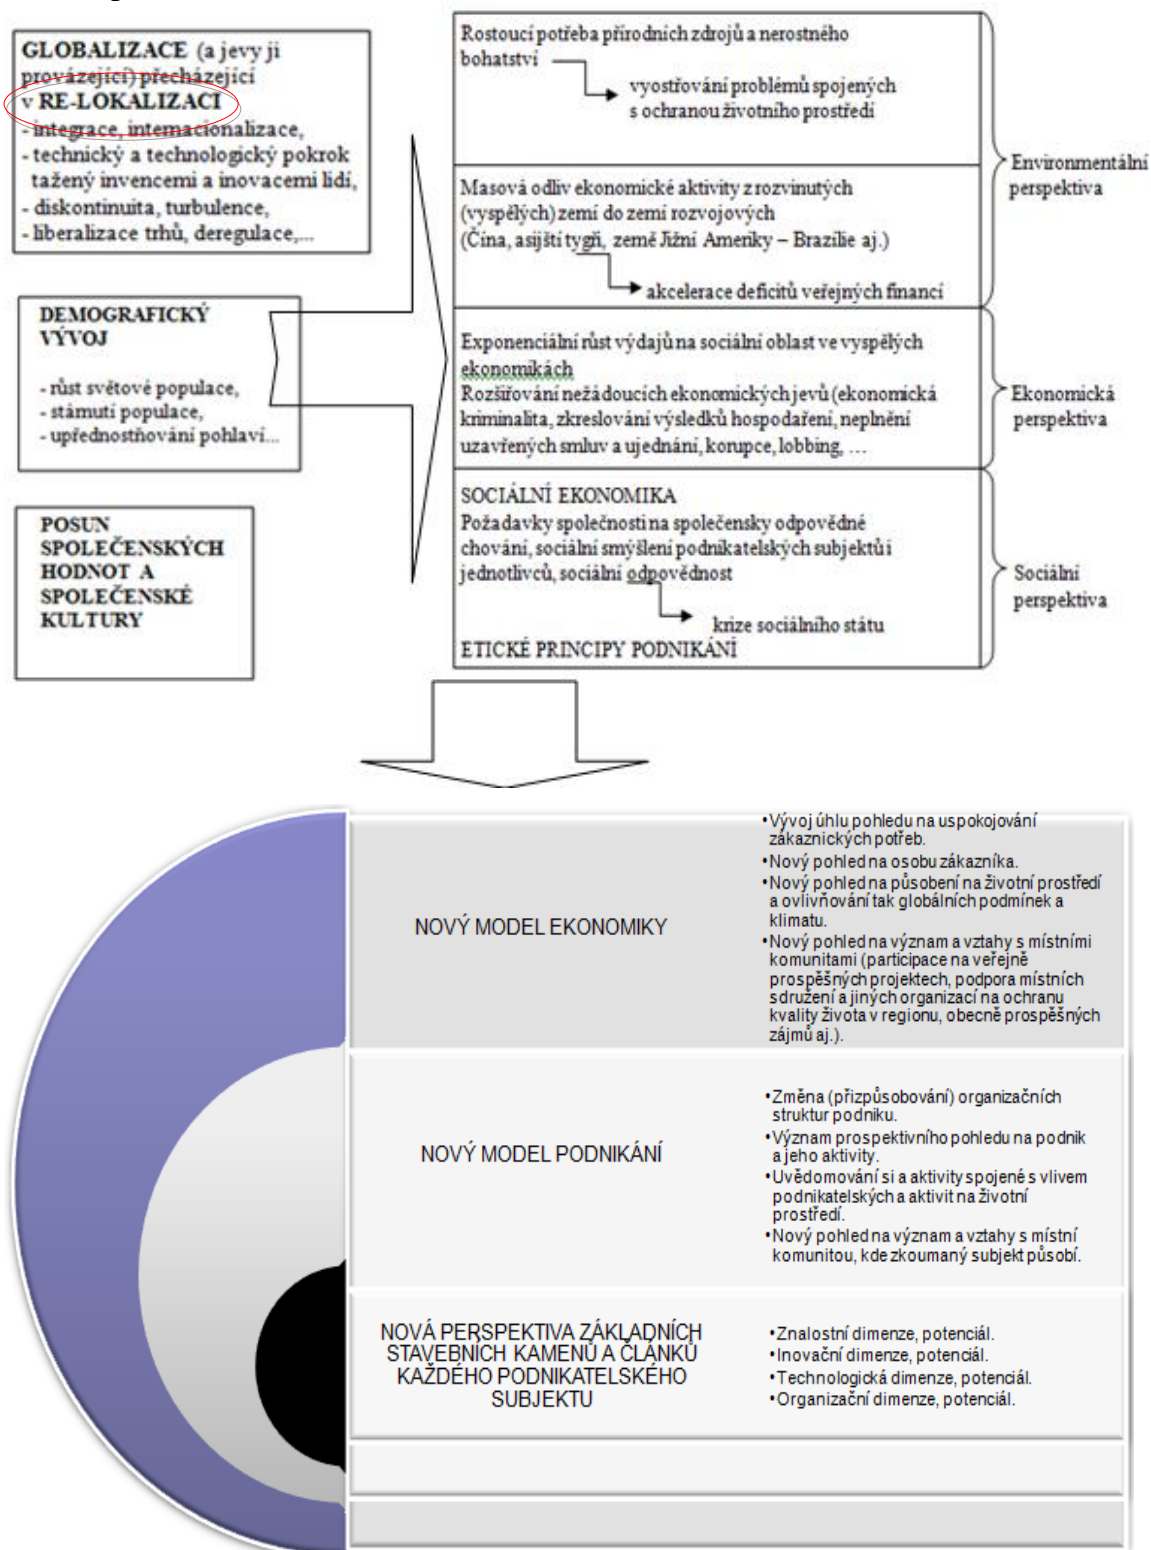 GLOBALIZACE (a jevy ji
provázející) přecházející
v RE-LOKALIZACI
- integrace, internacionalizace,
- technický a technologický pokrok
tažený invencemi a inovacemi lidí,
- diskontinuita, turbulence,
- liberalizace trhů, deregulace,...
DEMOGRAFICKÝ
VÝVOJ
- růst světové populace,
- stárnutí populace,
- upřednostňování pohlaví...
POSUN
SPOLEČENSKÝCH
HODNOT A
SPOLEČENSKÉ
KULTURY
Rostoucí potřeba přírodních zdrojů a nerostného
bohatství
vyostřování problémů spojených
s ochranou životního prostředí
Masová odliv ekonomické aktivity z rozvinutých
(vyspělých) zemí do zemí rozvojových
(Čína, asijští tygři, země Jižní Ameriky – Brazílie aj.)
akcelerace deficitů veřejných financí
Environmentální
perspektiva
Exponenciální růst výdajů na sociální oblast ve vyspělých
ekonomikách
Rozšiřování nežádoucích ekonomických jevů (ekonomická
kriminalita, zkreslování výsledků hospodaření, neplnění
uzavřených smluv a ujednání, korupce, lobbing, …
Ekonomická
perspektiva
SOCIÁLNÍ EKONOMIKA
Požadavky společnosti na společensky odpovědné
chování, sociální smýšlení podnikatelských subjektů i
jednotlivců, sociální odpovědnost
krize sociálního státu
ETICKÉ PRINCIPY PODNIKÁNÍ
Sociální
perspektiva
NOVÝ MODEL EKONOMIKY
•Vývoj úhlu pohledu na uspokojování
zákaznických potřeb.
•Nový pohled na osobu zákazníka.
•Nový pohled na působení na životní prostředí
a ovlivňování tak globálních podmínek a
klimatu.
•Nový pohled na význam a vztahy s místními
komunitami (participace na veřejně
prospěšných projektech, podpora místních
sdružení a jiných organizací na ochranu
kvality života v regionu, obecně prospěšných
zájmů aj.).
NOVÝ MODEL PODNIKÁNÍ
•Změna (přizpůsobování) organizačních
struktur podniku.
•Význam prospektivního pohledu na podnik
a jeho aktivity.
•Uvědomování si a aktivity spojené s vlivem
podnikatelských a aktivit na životní
prostředí.
•Nový pohled na význam a vztahy s místní
komunitou, kde zkoumaný subjekt působí.
NOVÁ PERSPEKTIVA ZÁKLADNÍCH
STAVEBNÍCH KAMENŮ A ČLÁNKŮ
KAŽDÉHO PODNIKATELSKÉHO
SUBJEKTU
•Znalostní dimenze, potenciál.
•Inovační dimenze, potenciál.
•Technologická dimenze, potenciál.
•Organizační dimenze, potenciál.